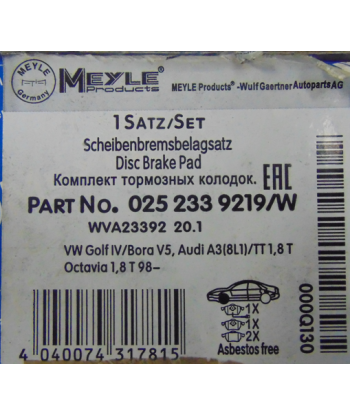 MEYLE
Germany
MEYLE
Products
MEYLE Products® -Wulf Gaertner Autoparts AG
1 SATZ/SET
Scheibenbremsbelagsatz
Disc Brake Pad
Комплект тормозных колодок.
EAC
PART NO. 025 233 9219/W
WVA23392 20.1
VW Golf IV/Bora V5, Audi A3(8L1)/TT 1,8 T
Octavia 1,8 T 98–
1X
1X
2X
Asbestos free
4 040074 317815
000Q130